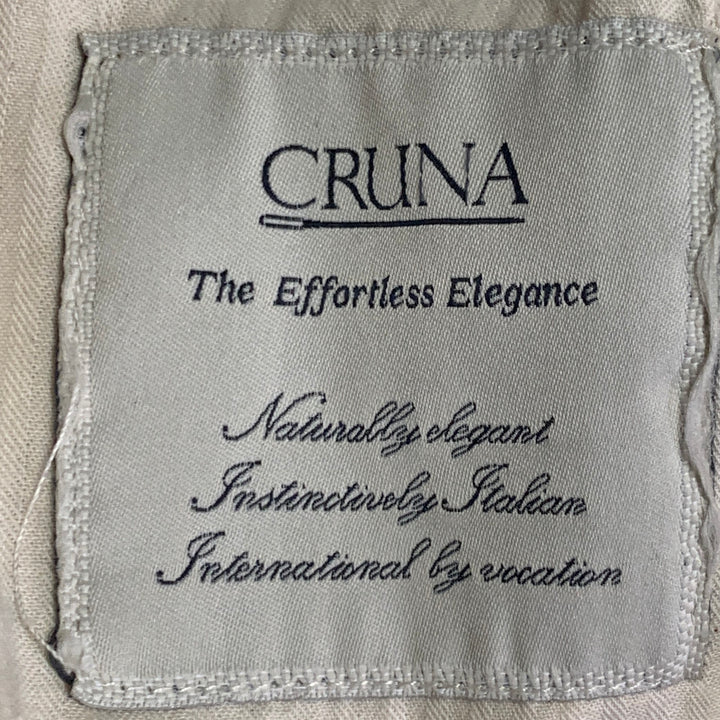 CRUNA
The Effortless Elegance
Naturally elegant
Instinctively Italian
International by vocation